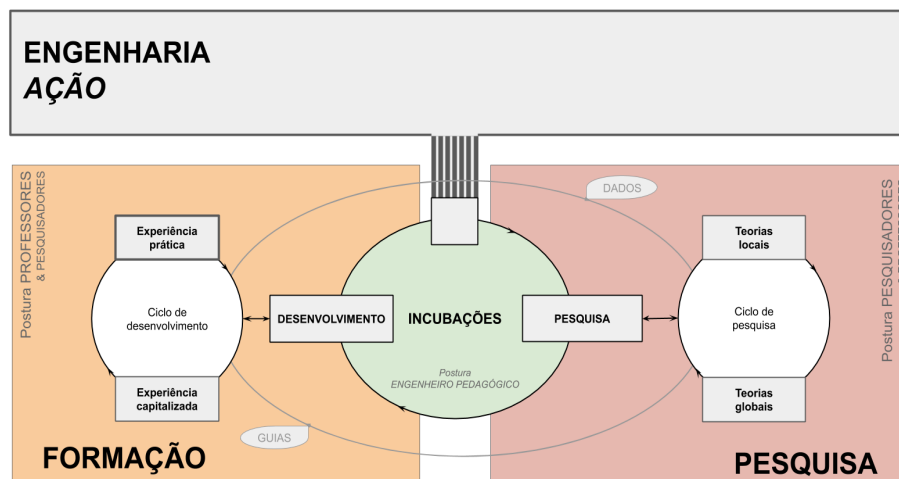 ENGENHARIA
AÇÃO
Postura PROFESSORES
& PESQUISADORES
DADOS
Postura PESQUISADORES
Experiência
prática
Teorias
locais
Ciclo de
desenvolvimento
DESENVOLVIMENTO
INCUBAÇÕES
PESQUISA
Ciclo de
pesquisa
Postura
ENGENHEIRO PEDAGÓGICO
Experiência
capitalizada
Teorias
globais
GUIAS
FORMAÇÃO
PESQUISA